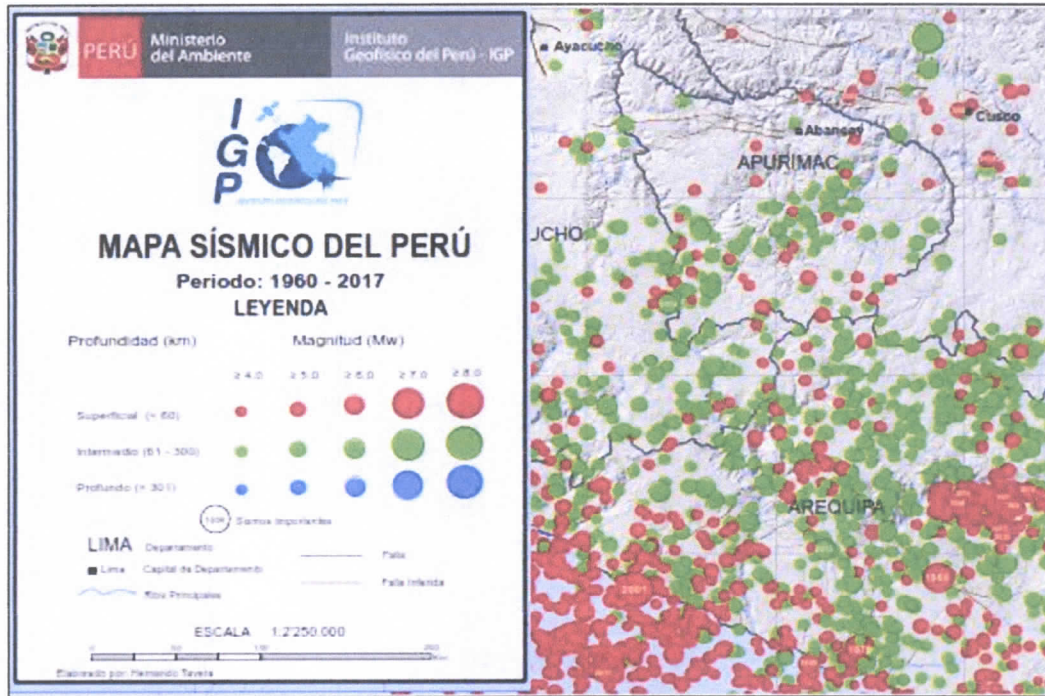 PERÚ
Ministerio
del Ambiente
Instituto
Geofísico del Perú - IGP
IGP
MAPA SÍSMICO DEL PERÚ
Periodo: 1960 - 2017
LEYENDA
Profundidad (km) Magnitud (Mw)
≥ 4.0 ≥ 5.0 ≥ 6.0 ≥ 7.0 ≥ 8.0
Superficial (< 60)
Intermedio (61 - 300)
Profundo (> 301)
Sismos Importantes
LIMA Departamento
Lima Capital de Departamento
Ríos Principales
Falla
Falla Inferida
ESCALA 1:2'250.000
Elaborado por: Hernando Tavera
Ayacucho
Cusco
Abancay
APURIMAC
UCHO
AREQUIPA
2001